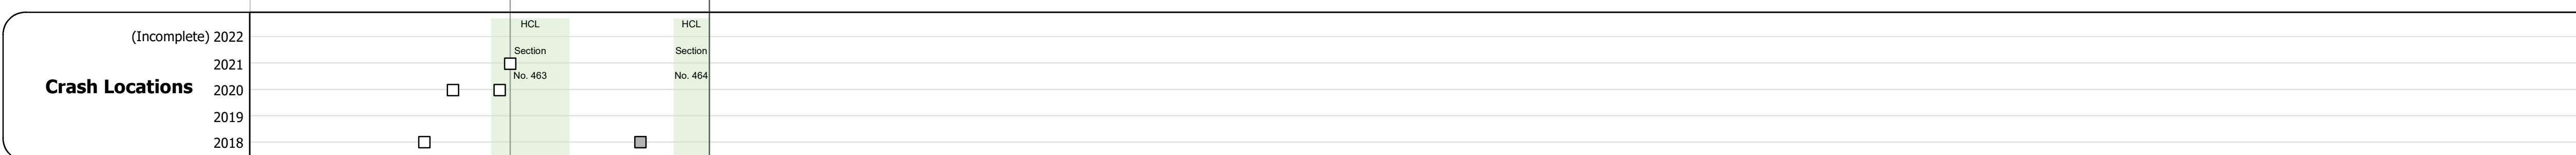 HCL
HCL
(Incomplete) 2022
Section
Section
2021
No. 463
No. 464
Crash Locations
2020
2019
2018